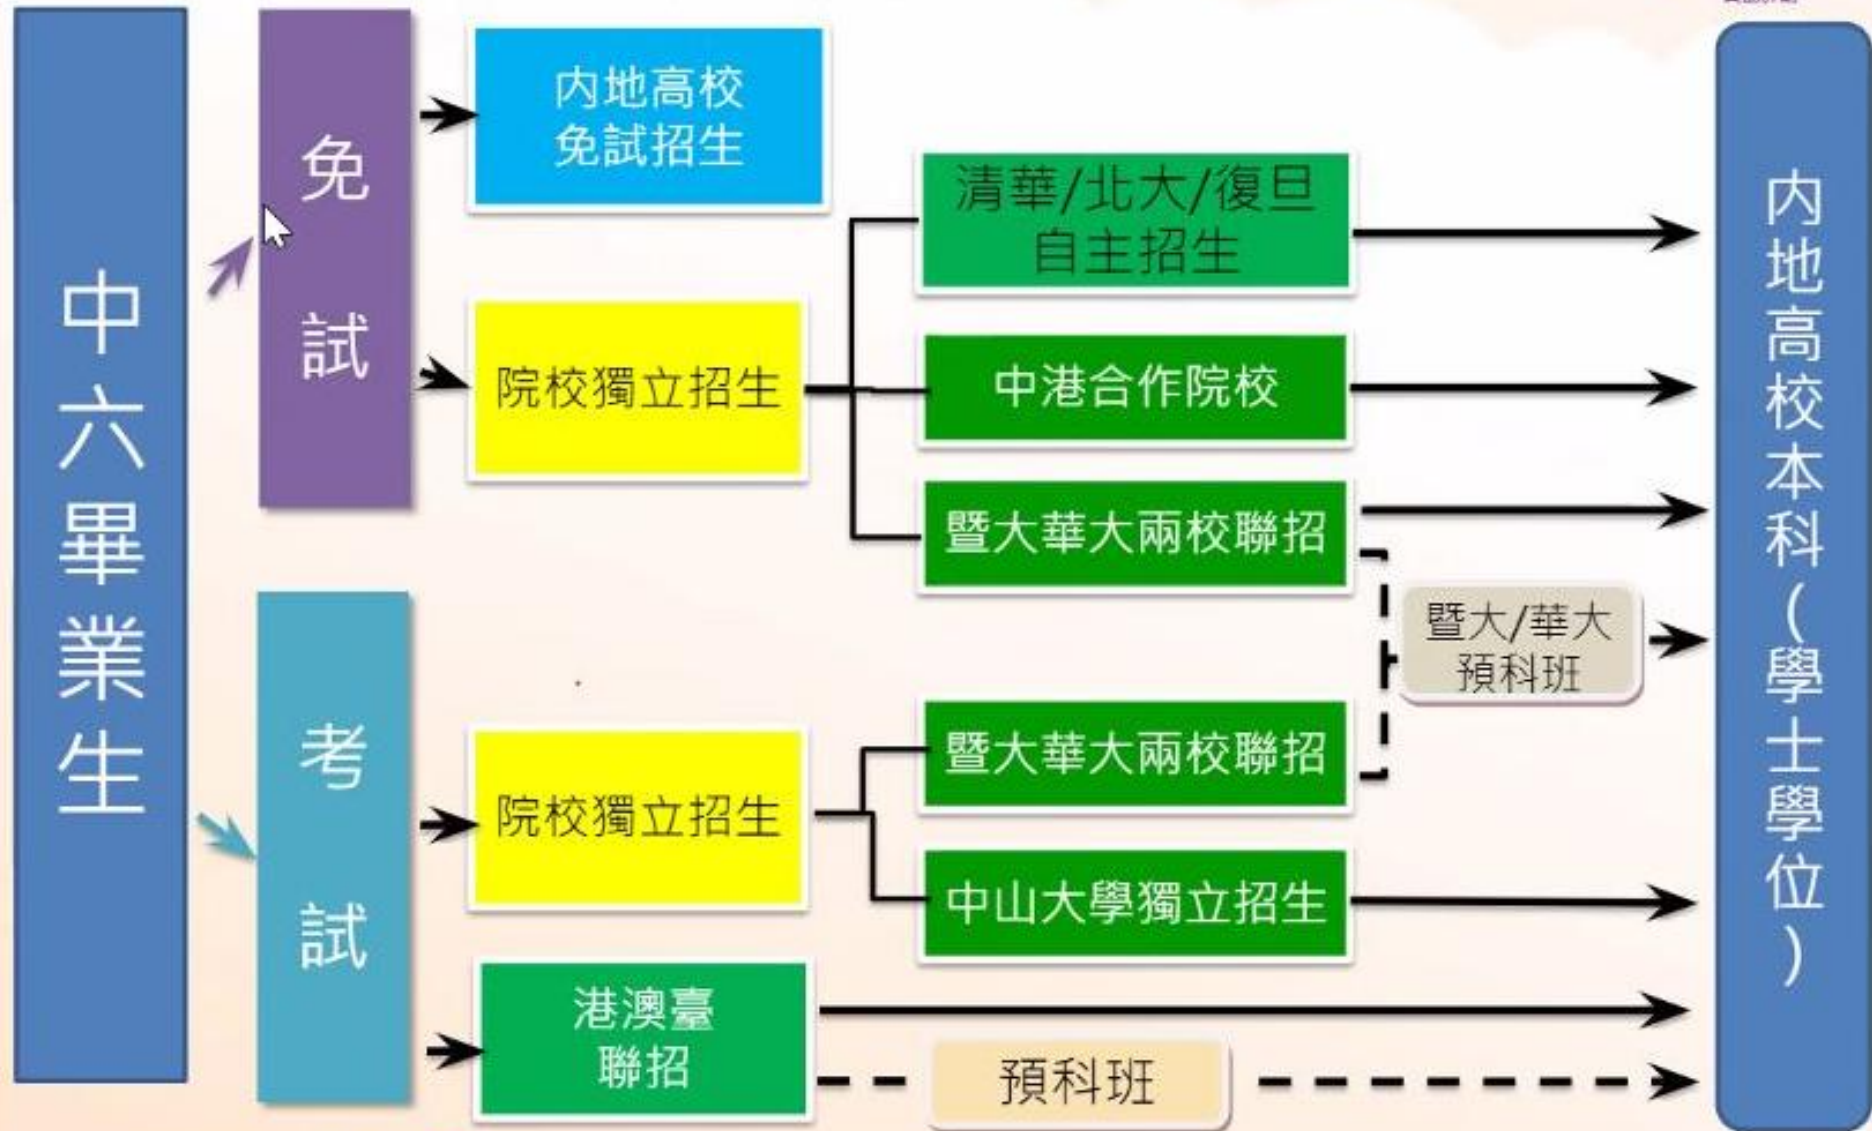 中六畢業生
免試
內地高校
免試招生
院校獨立招生
清華/北大/復旦
自主招生
中港合作院校
暨大華大兩校聯招
暨大/華大
預科班
考試
院校獨立招生
暨大華大兩校聯招
中山大學獨立招生
港澳臺
聯招
預科班
內地高校本科(學士學位)